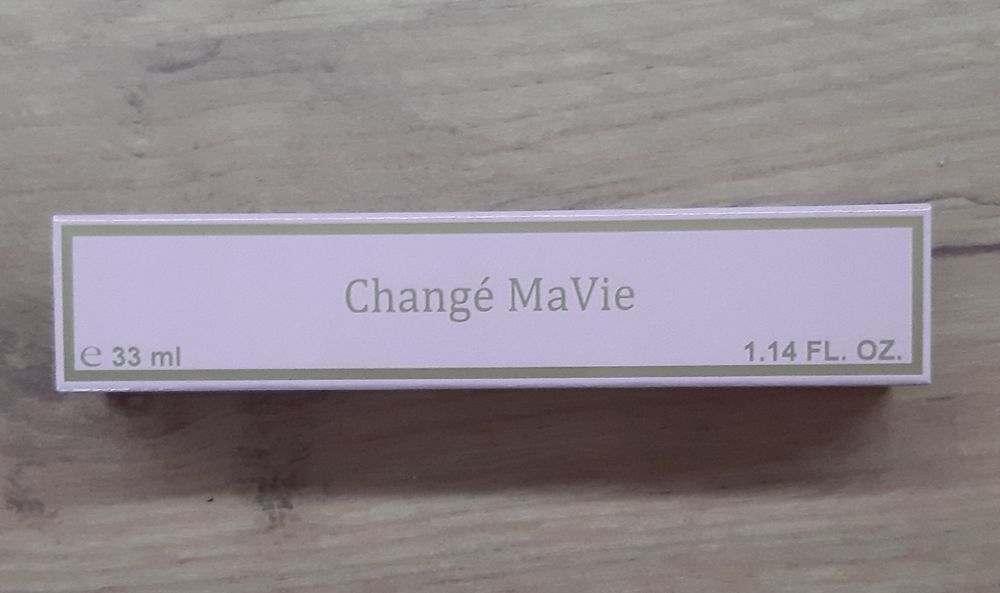 Changé MaVie
℮ 33 ml
1.14 FL. OZ.